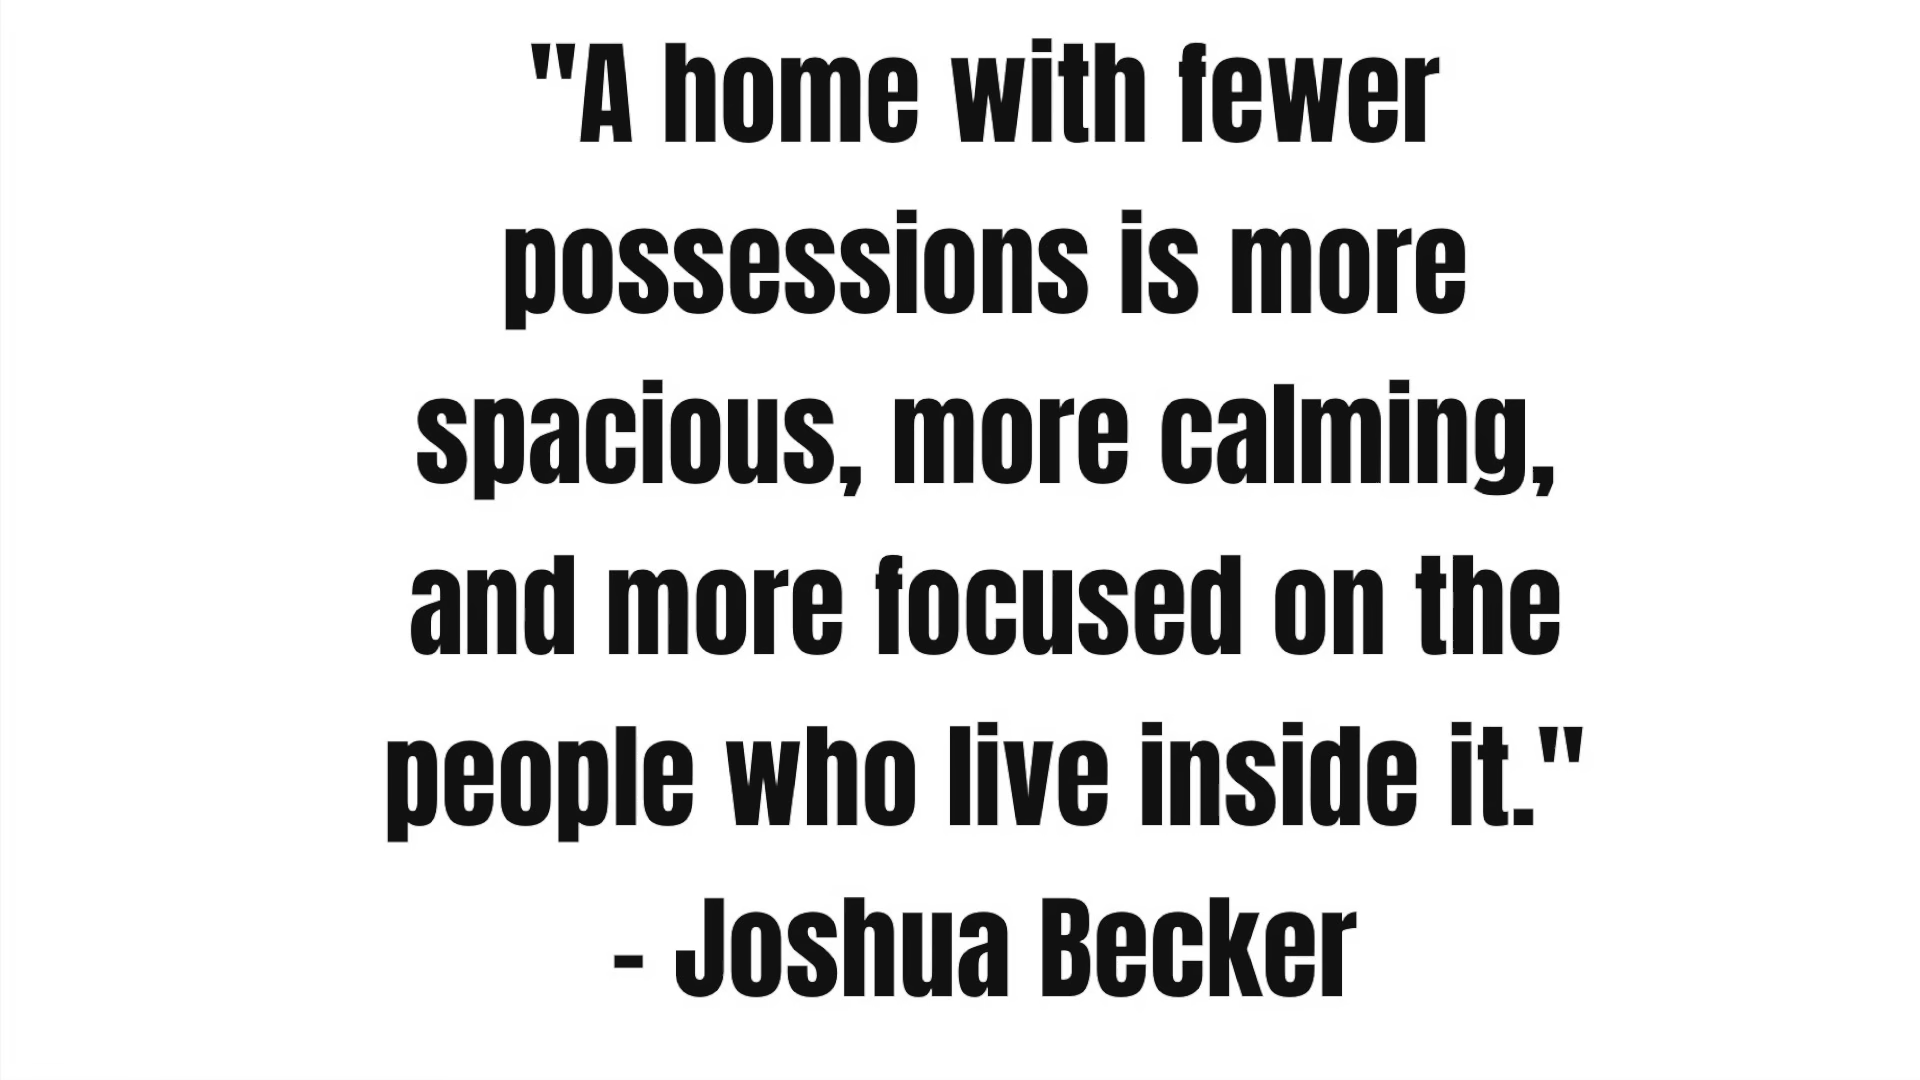 "A home with fewer
possessions is more
spacious, more calming,
and more focused on the
people who live inside it."
- Joshua Becker